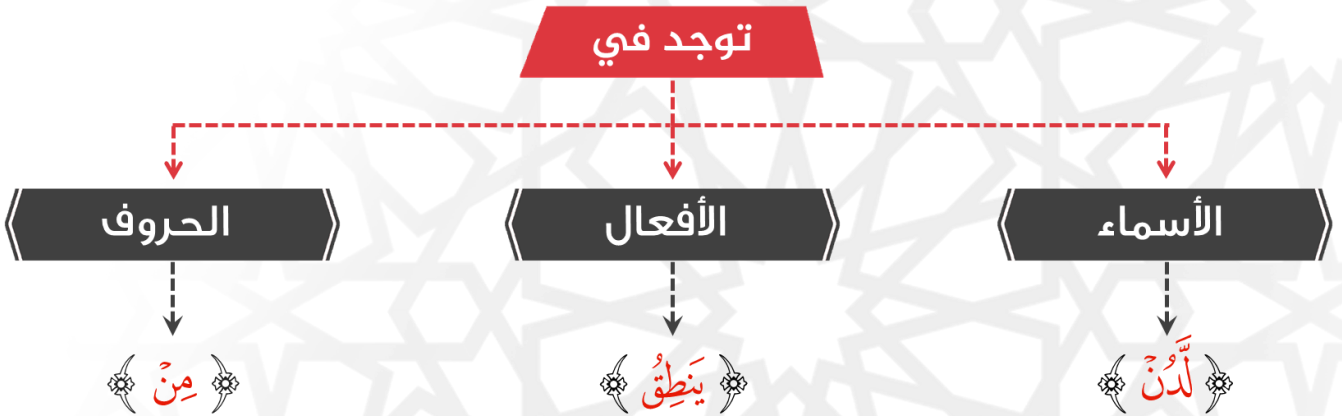 توجد في
الأسماء
الأفعال
الحروف
﴿ لَّدُنۡ ﴾
﴿ يَنطِقُ ﴾
﴿ مِنۡ ﴾